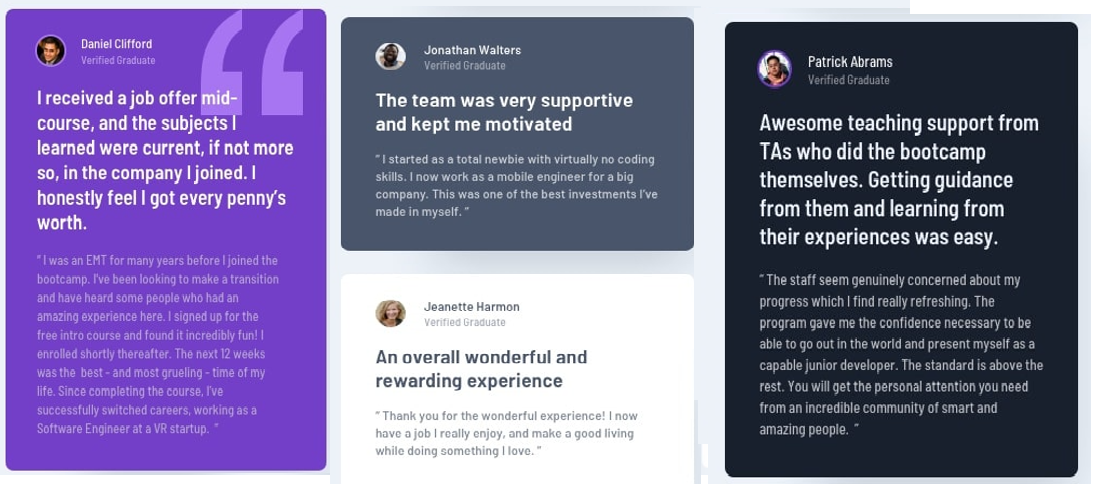 Daniel Clifford
Verified Graduate
I received a job offer mid-
course, and the subjects I
learned were current, if not more
so, in the company I joined. I
honestly feel I got every penny’s
worth.
“ I was an EMT for many years before I joined the
bootcamp. I’ve been looking to make a transition
and have heard some people who had an
amazing experience here. I signed up for the
free intro course and found it incredibly fun! I
enrolled shortly thereafter. The next 12 weeks
was the best - and most grueling - time of my
life. Since completing the course, I’ve
successfully switched careers, working as a
Software Engineer at a VR startup. ”
Jonathan Walters
Verified Graduate
The team was very supportive
and kept me motivated
“ I started as a total newbie with virtually no coding
skills. I now work as a mobile engineer for a big
company. This was one of the best investments I’ve
made in myself. ”
Jeanette Harmon
Verified Graduate
An overall wonderful and
rewarding experience
“ Thank you for the wonderful experience! I now
have a job I really enjoy, and make a good living
while doing something I love. ”
Patrick Abrams
Verified Graduate
Awesome teaching support from
TAs who did the bootcamp
themselves. Getting guidance
from them and learning from
their experiences was easy.
“ The staff seem genuinely concerned about my
progress which I find really refreshing. The
program gave me the confidence necessary to be
able to go out in the world and present myself as a
capable junior developer. The standard is above the
rest. You will get the personal attention you need
from an incredible community of smart and
amazing people. ”